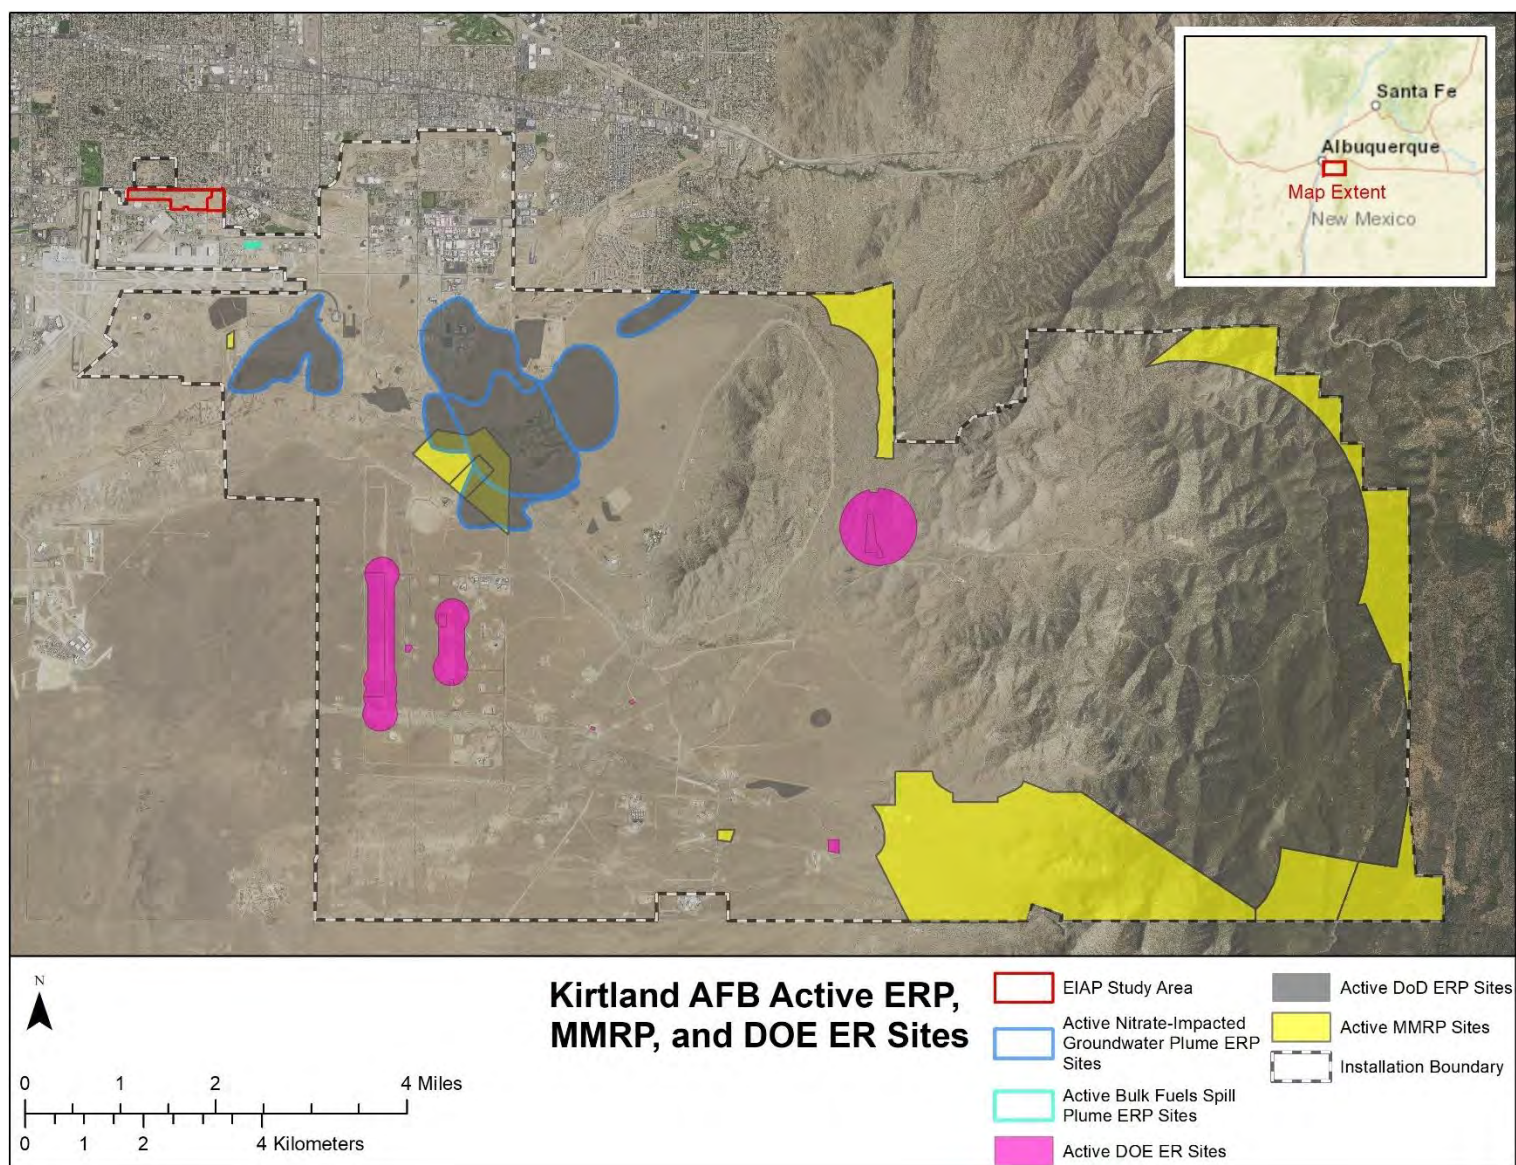 Santa Fe
Albuquerque
Map Extent
New Mexico
N
Kirtland AFB Active ERP,
MMRP, and DOE ER Sites
0 1 2 4 Miles
0 1 2 4 Kilometers
EIAP Study Area
Active Nitrate-Impacted
Groundwater Plume ERP
Sites
Active Bulk Fuels Spill
Plume ERP Sites
Active DOE ER Sites
Active DoD ERP Sites
Active MMRP Sites
Installation Boundary